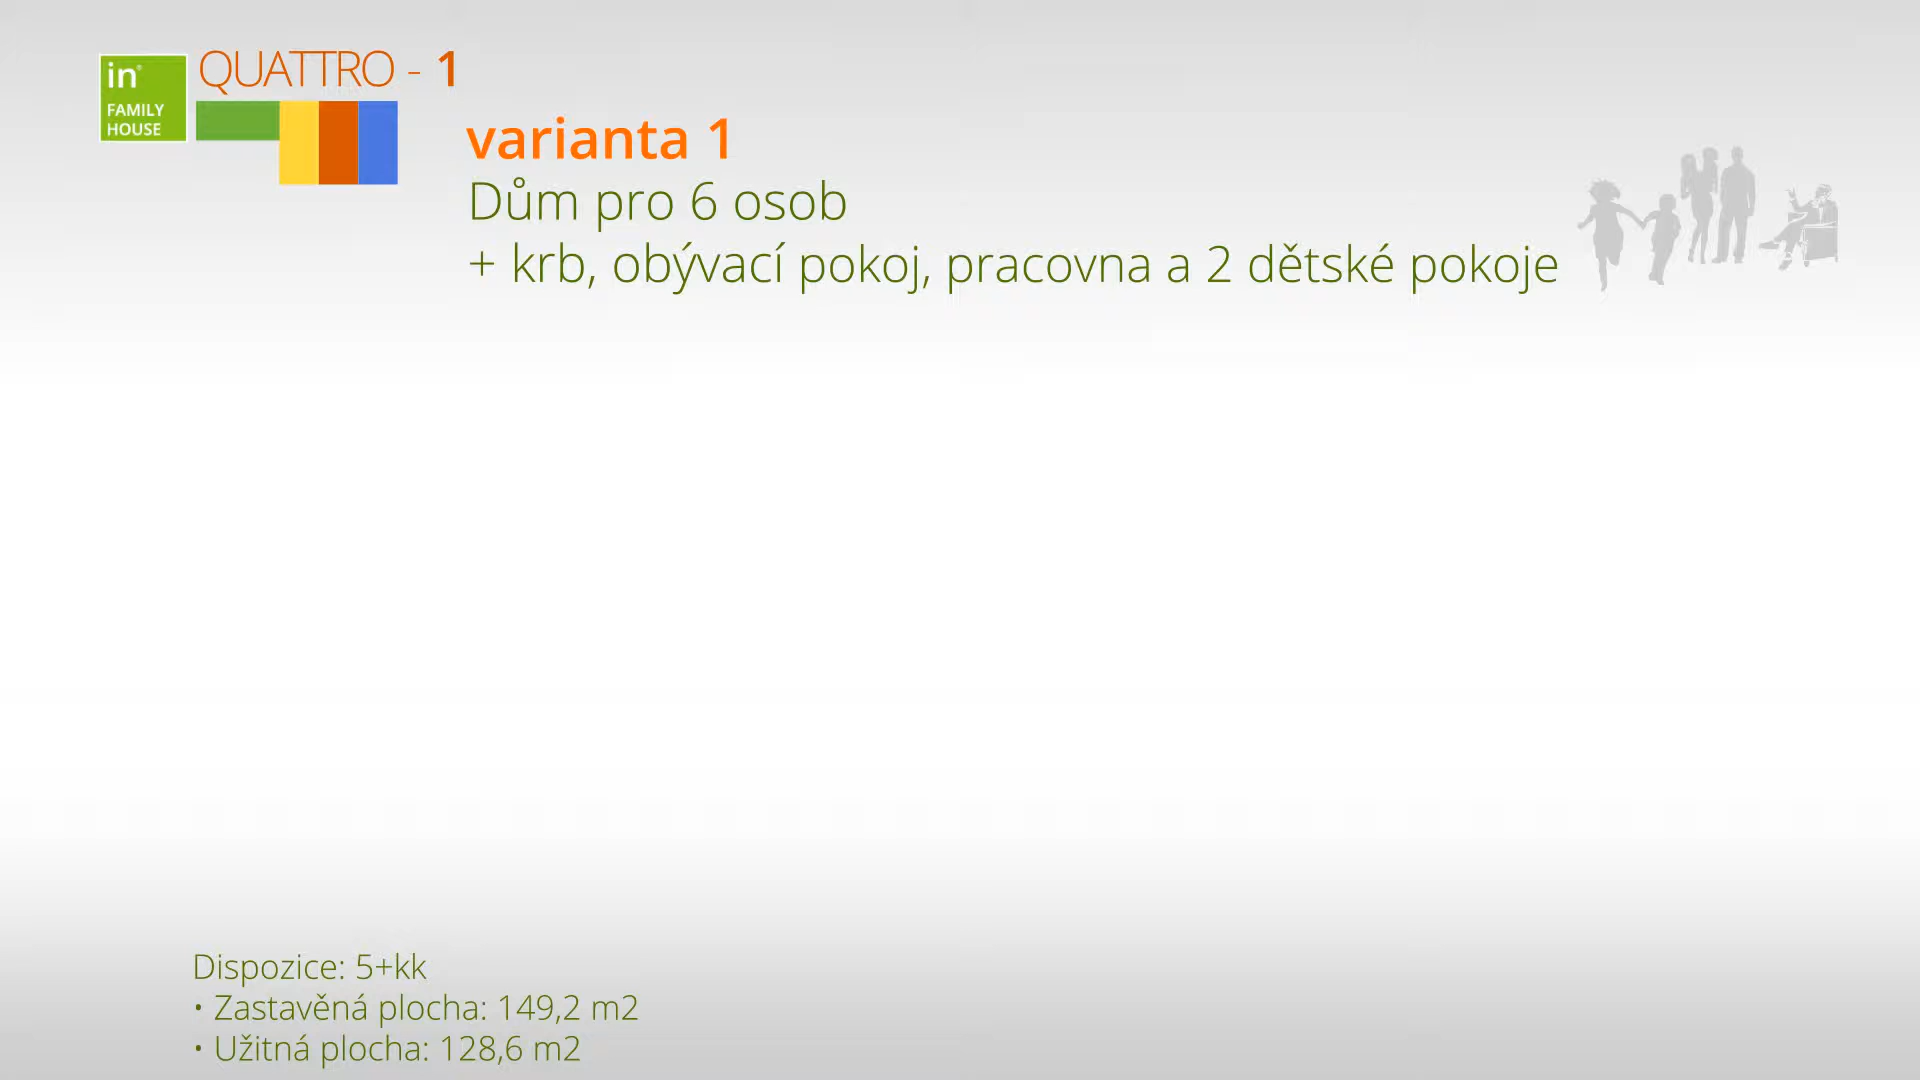 in®
FAMILY
HOUSE
QUATTRO - 1
varianta 1
Dům pro 6 osob
+ krb, obývací pokoj, pracovna a 2 dětské pokoje
Dispozice: 5+kk
• Zastavěná plocha: 149,2 m2
• Užitná plocha: 128,6 m2